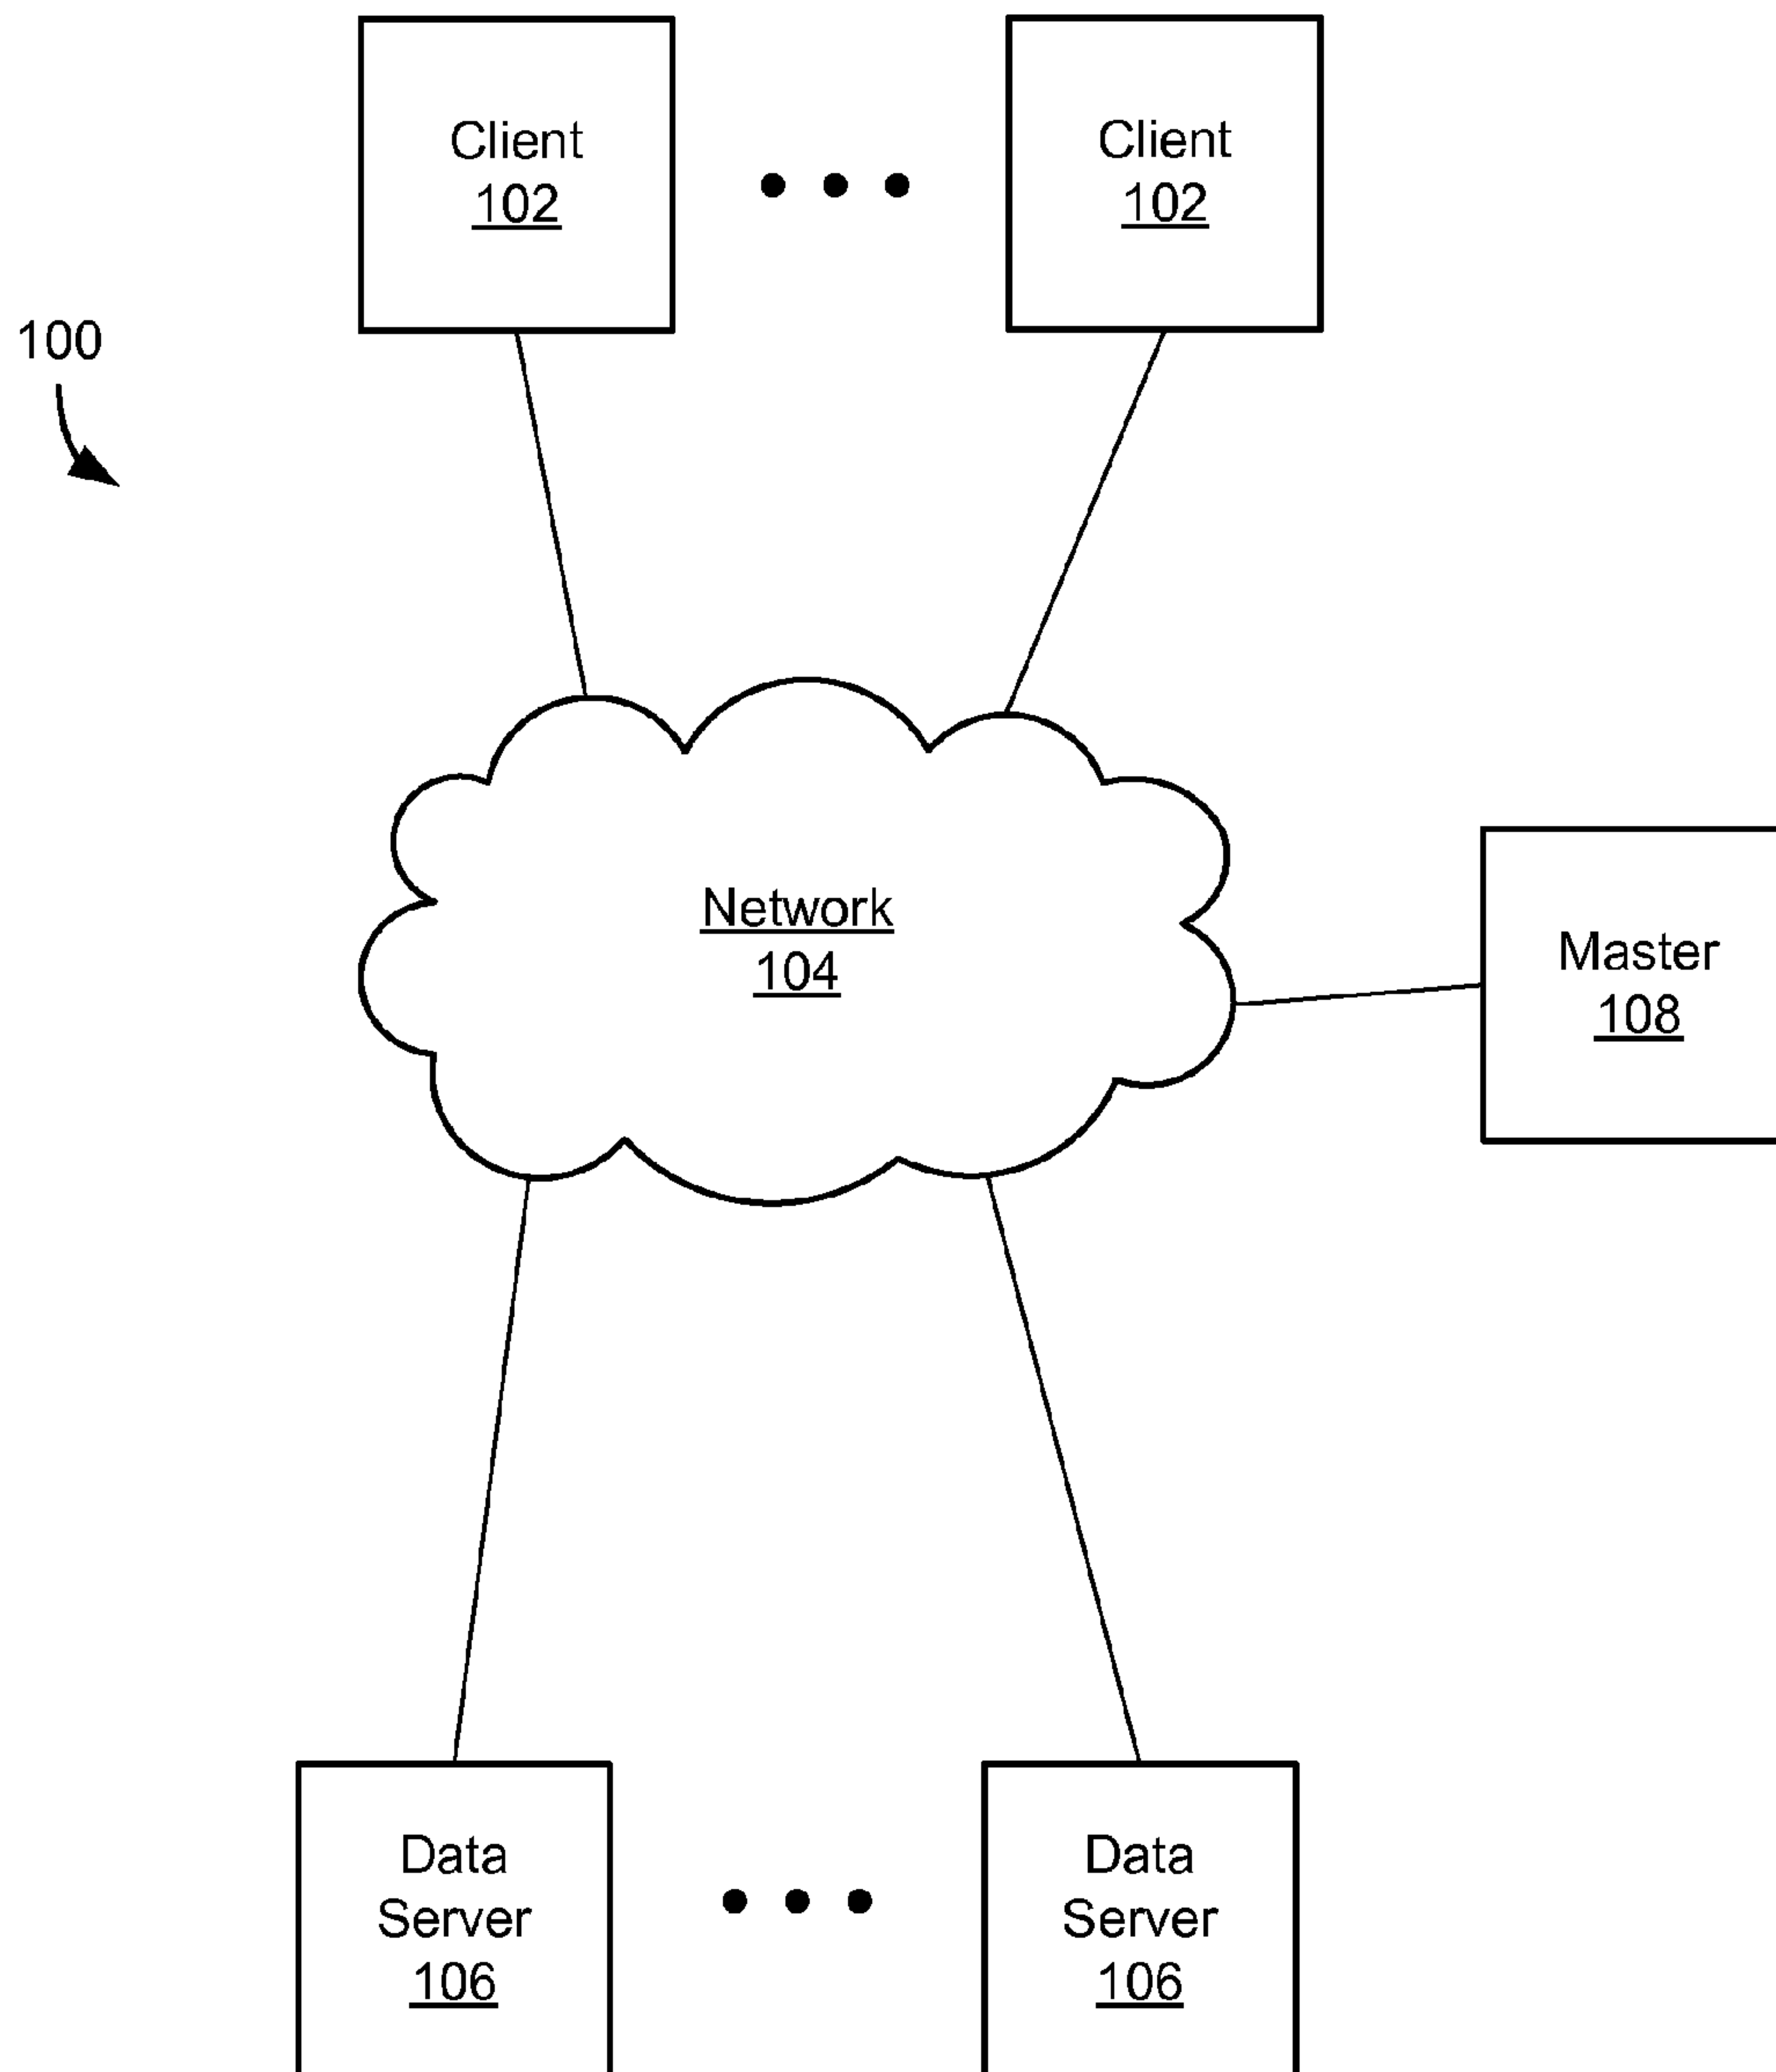 Client
102
Client
102
100
Network
104
Master
108
Data
Server
106
Data
Server
106